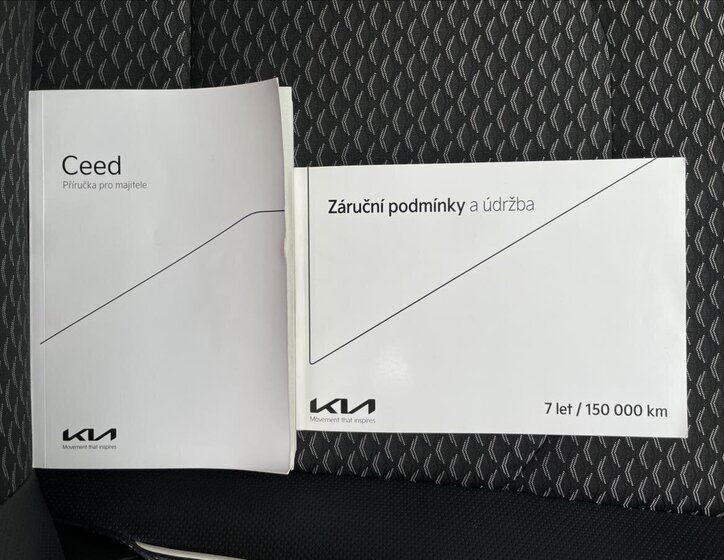 Ceed
Příručka pro majitele
KIA
Movement that inspires
Záruční podmínky a údržba
KIA
Movement that inspires
7 let / 150 000 km